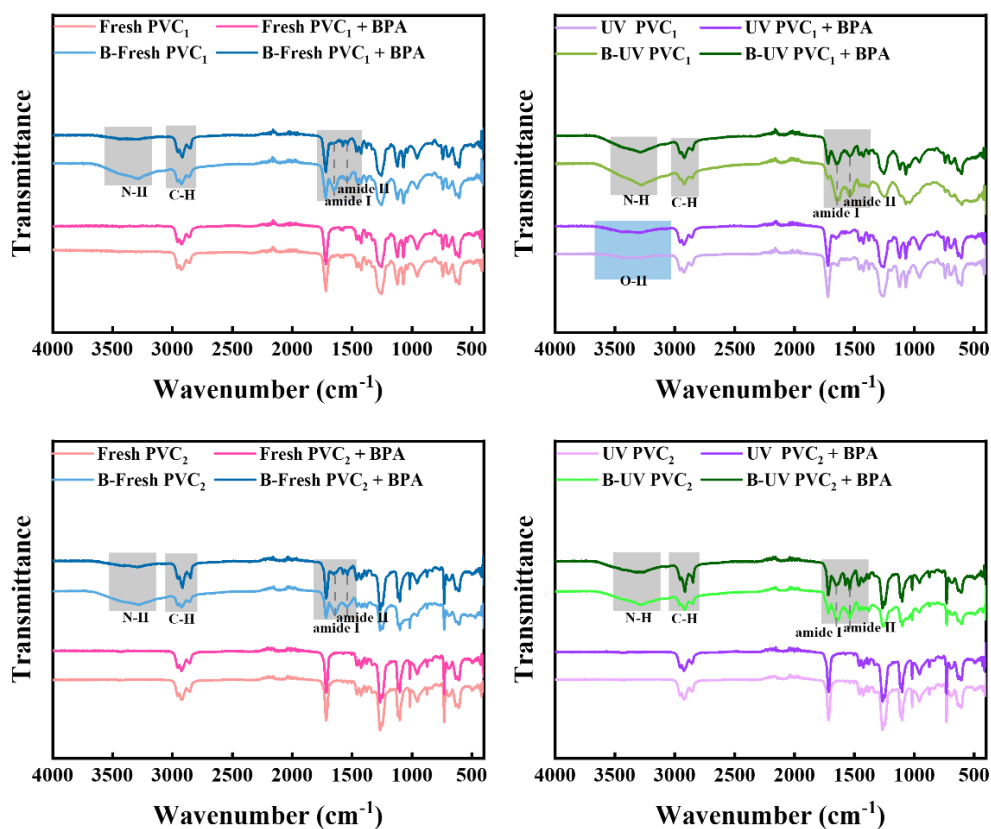 Fresh PVC₁ Fresh PVC₁ + BPA
B-Fresh PVC₁ B-Fresh PVC₁ + BPA
Transmittance
N-II
C-H
amide II
amide I
4000 3500 3000 2500 2000 1500 1000 500
Wavenumber (cm⁻¹)
UV PVC₁ UV PVC₁ + BPA
B-UV PVC₁ B-UV PVC₁ + BPA
Transmittance
N-H
C-H
amide II
amide I
O-II
4000 3500 3000 2500 2000 1500 1000 500
Wavenumber (cm⁻¹)
Fresh PVC₂ Fresh PVC₂ + BPA
B-Fresh PVC₂ B-Fresh PVC₂ + BPA
Transmittance
N-II
C-H
amide II
amide I
4000 3500 3000 2500 2000 1500 1000 500
Wavenumber (cm⁻¹)
UV PVC₂ UV PVC₂ + BPA
B-UV PVC₂ B-UV PVC₂ + BPA
Transmittance
N-H
C-H
amide II
amide I
4000 3500 3000 2500 2000 1500 1000 500
Wavenumber (cm⁻¹)